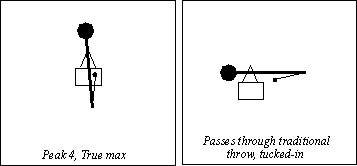 Peak 4, True max
Passes through traditional
throw, tucked-in